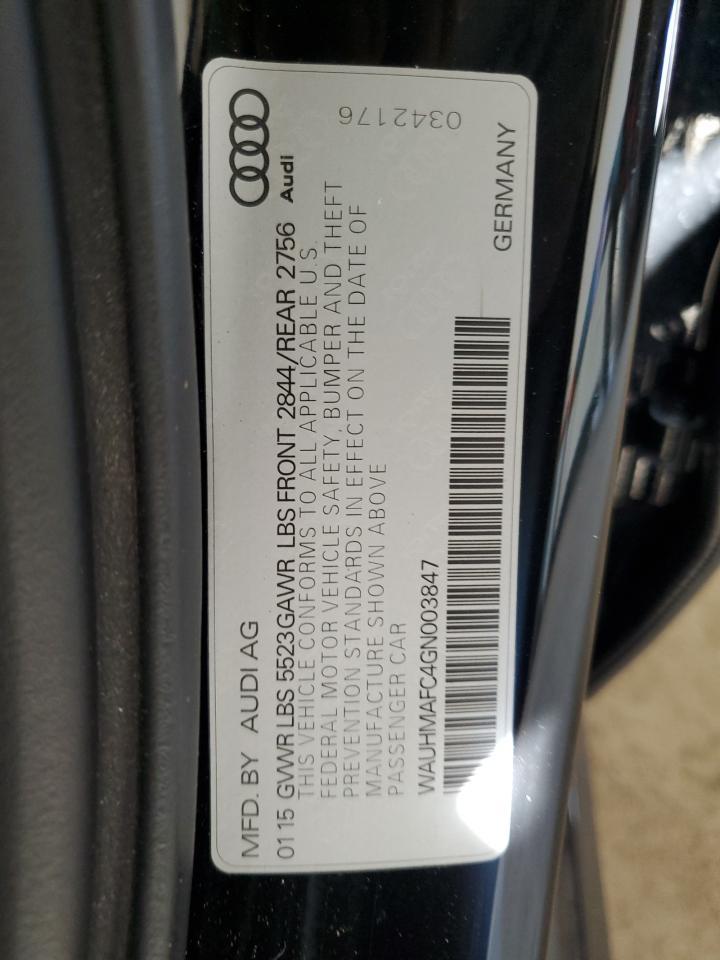 MFD. BY AUDI AG
Audi
01 15 GVWR LBS 5523 GAWR LBS FRONT 2844/REAR 2756
THIS VEHICLE CONFORMS TO ALL APPLICABLE U.S.
FEDERAL MOTOR VEHICLE SAFETY, BUMPER AND THEFT
PREVENTION STANDARDS IN EFFECT ON THE DATE OF
MANUFACTURE SHOWN ABOVE
PASSENGER CAR
WAUHMAFC4GN003847
GERMANY
0342176